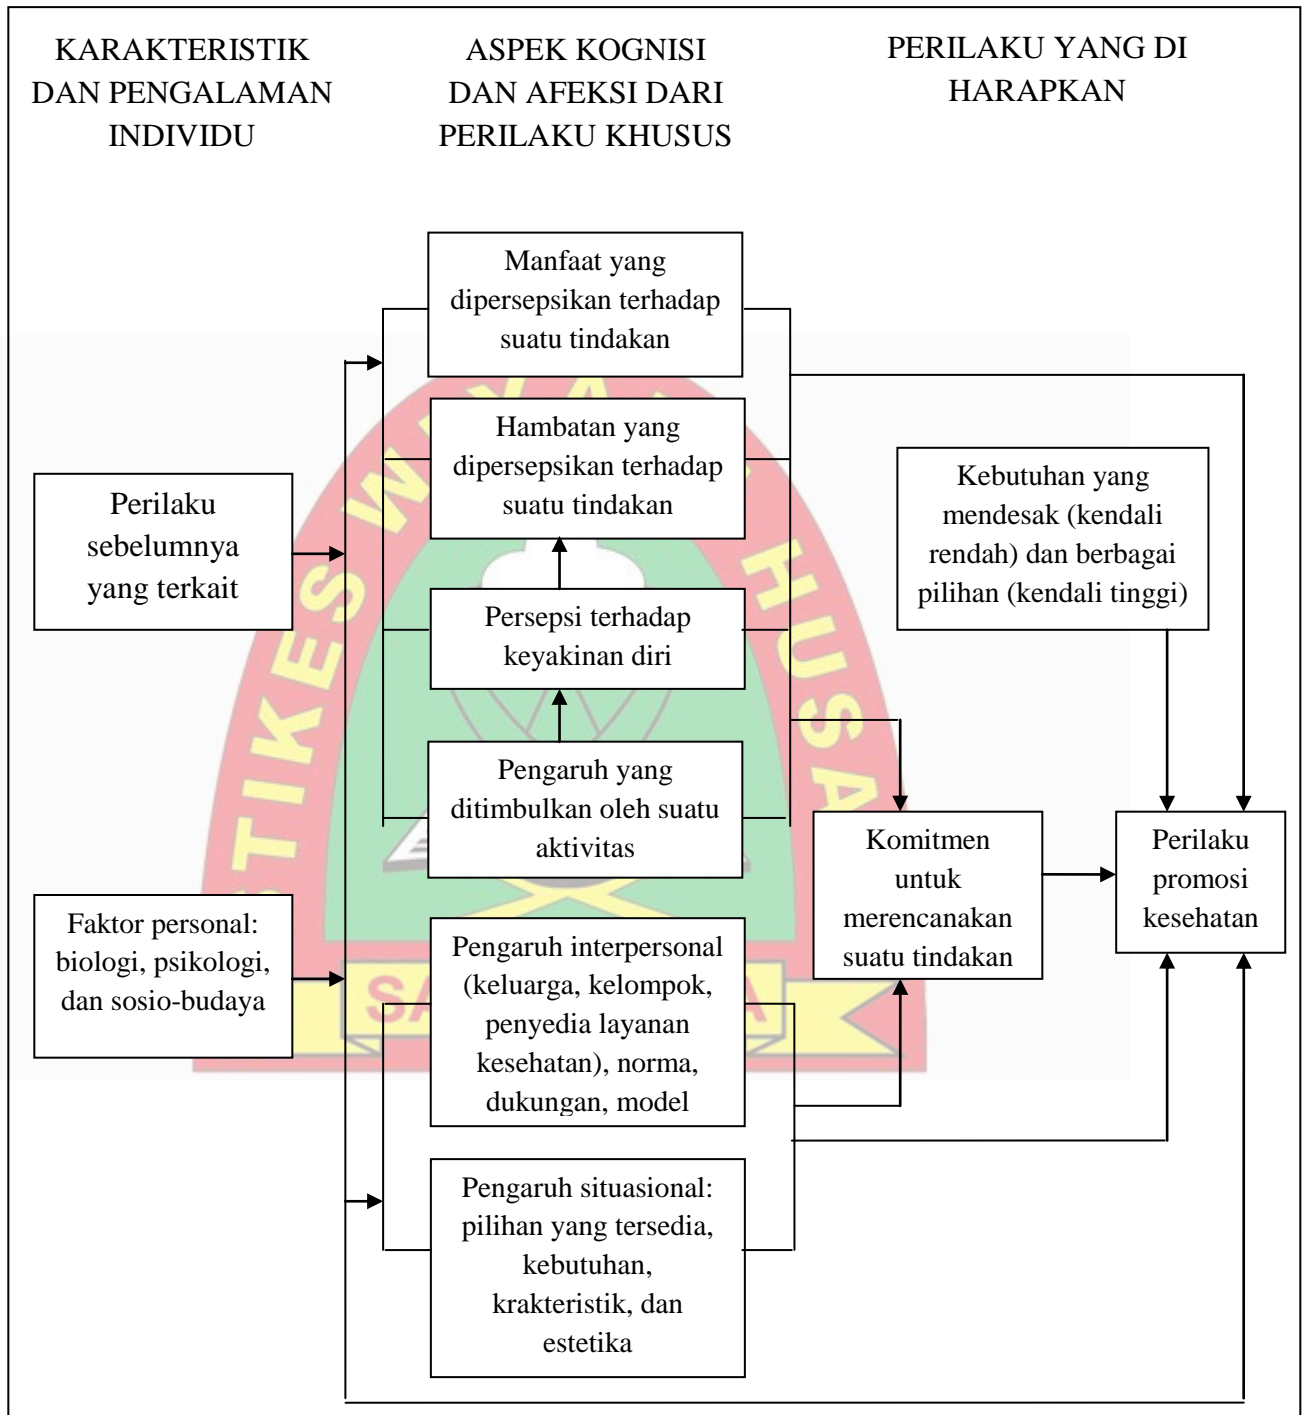 KARAKTERISTIK
DAN PENGALAMAN
INDIVIDU
ASPEK KOGNISI
DAN AFEKSI DARI
PERILAKU KHUSUS
PERILAKU YANG DI
HARAPKAN
Manfaat yang
dipersepsikan terhadap
suatu tindakan
Hambatan yang
dipersepsikan terhadap
suatu tindakan
Perilaku
sebelumnya
yang terkait
Kebutuhan yang
mendesak (kendali
rendah) dan berbagai
pilihan (kendali tinggi)
Persepsi terhadap
keyakinan diri
Pengaruh yang
ditimbulkan oleh suatu
aktivitas
Komitmen
untuk
merencanakan
suatu tindakan
Perilaku
promosi
kesehatan
Faktor personal:
biologi, psikologi,
dan sosio-budaya
Pengaruh interpersonal
(keluarga, kelompok,
penyedia layanan
kesehatan), norma,
dukungan, model
Pengaruh situasional:
pilihan yang tersedia,
kebutuhan,
krakteristik, dan
estetika
STIKES